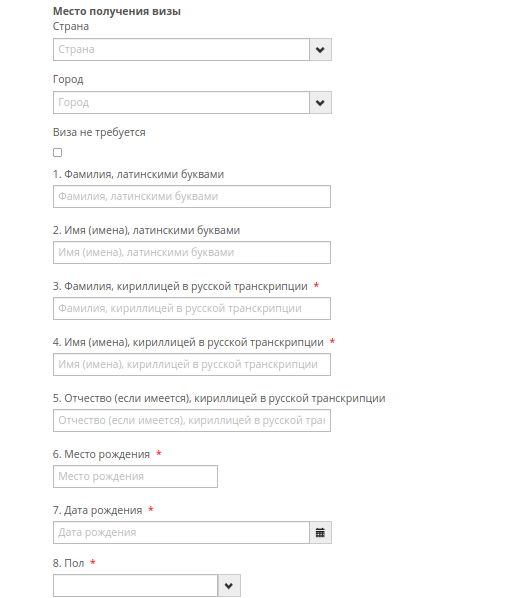 Место получения визы
Страна
Страна
Город
Город
Виза не требуется
1. Фамилия, латинскими буквами
Фамилия, латинскими буквами
2. Имя (имена), латинскими буквами
Имя (имена), латинскими буквами
3. Фамилия, кириллицей в русской транскрипции *
Фамилия, кириллицей в русской транскрипции
4. Имя (имена), кириллицей в русской транскрипции *
Имя (имена), кириллицей в русской транскрипции
5. Отчество (если имеется), кириллицей в русской транскрипции
Отчество (если имеется), кириллицей в русской тран
6. Место рождения *
Место рождения
7. Дата рождения *
Дата рождения
8. Пол *